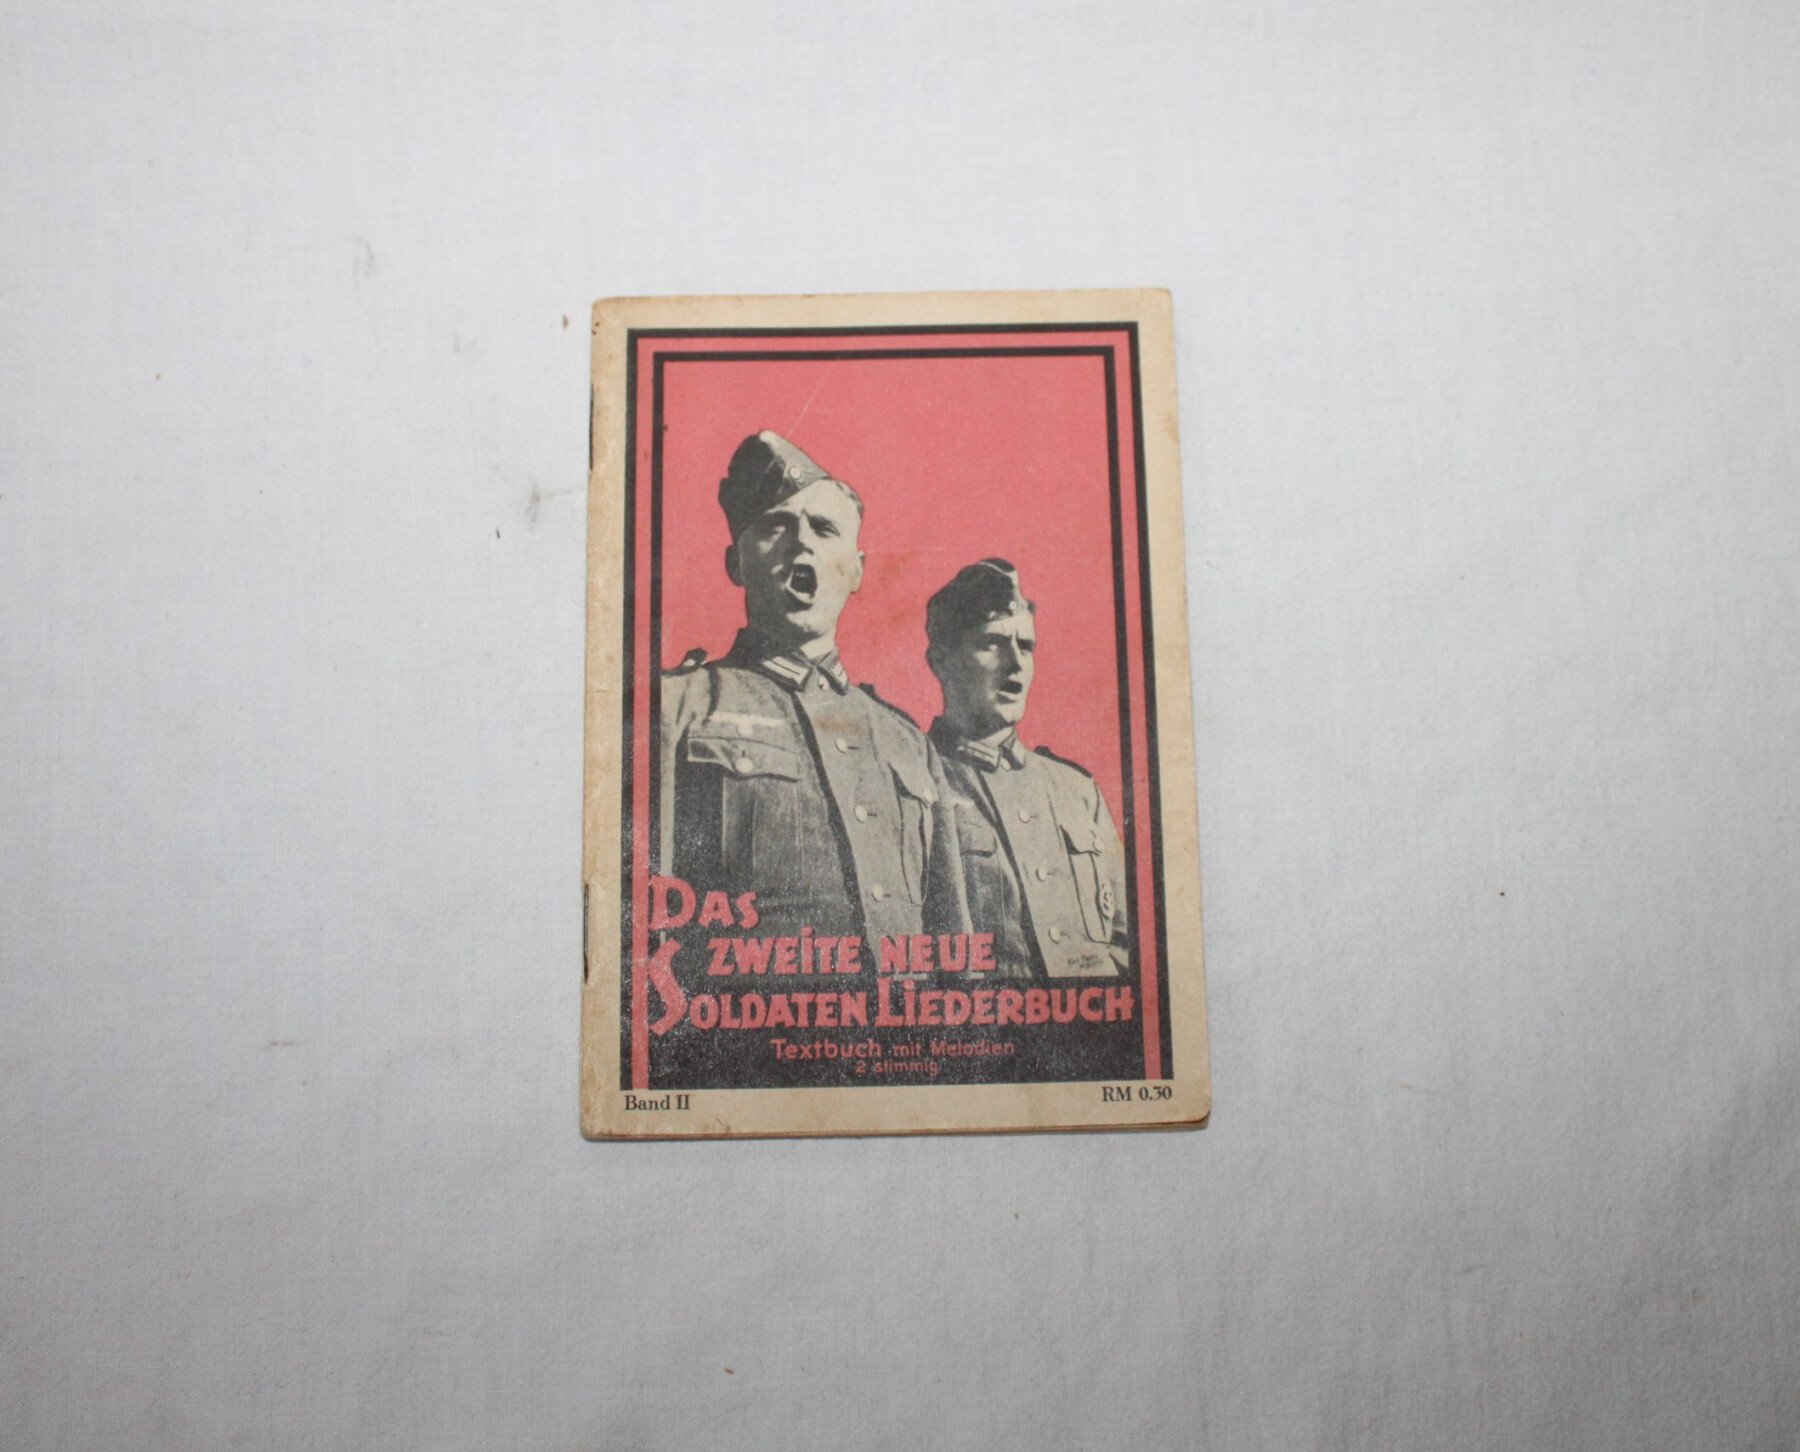 DAS
ZWEITE NEUE
SOLDATEN LIEDERBUCH
Textbuch mit Melodien
2 stimmig
Band II
RM 0.30